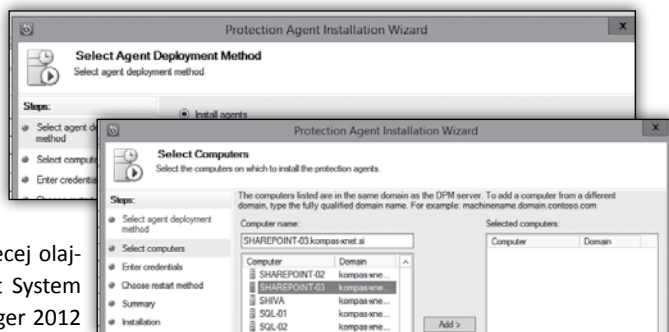 Protection Agent Installation Wizard
x
Select Agent Deployment Method
Select agent deployment method
Steps:
Select agent de
method
Install agents
Select compute
Enter credentia
Protection Agent Installation Wizard
x
Select Computers
Select the computers on which to install the protection agents.
Steps:
Select agent deployment
method
Select computers
Enter credentials
Choose restart method
Summary
Installation
The computers listed are in the same domain as the DPM server. To add a computer from a different
domain, type the fully qualified domain name. For example: machinename.domain.contoso.com
Computer name:
SHAREPOINT-03.kompas-xnet.si
Computer Domain
SHAREPOINT-02 kompas-xne...
SHAREPOINT-03 kompas-xne...
SHIVA kompas-xne...
SQL-01 kompas-xne...
SQL-02 kompas-xne...
Add >
Selected computers:
Computer Domain
ecej olaj-
t System
ger 2012